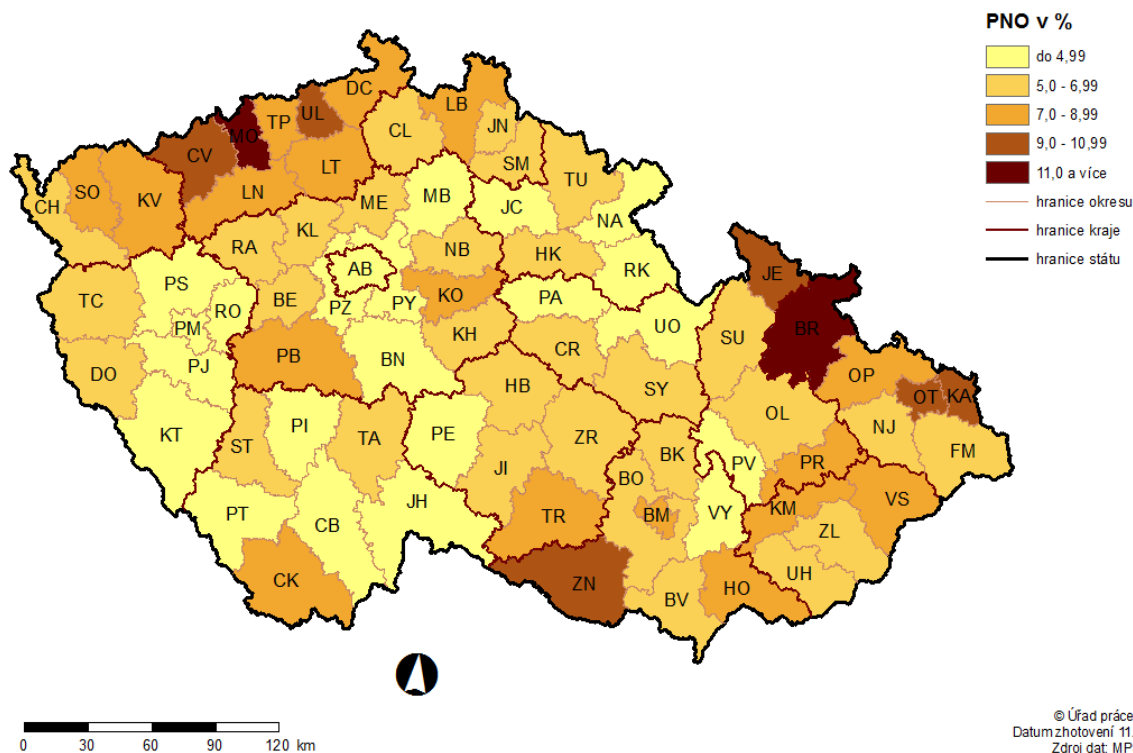 PNO v %
do 4,99
5,0 - 6,99
7,0 - 8,99
9,0 - 10,99
11,0 a více
hranice okresu
hranice kraje
hranice státu
DC
UL
TP
MO
LB
JN
CL
CV
LT
SM
SO
KV
LN
CH
TU
ME
MB
JC
NA
RA
KL
NB
HK
AB
RK
JE
TC
PS
RO
BE
PZ
PY
KO
PA
UO
BR
PM
SU
DO
PJ
PB
BN
KH
CR
SY
OP
OT
KA
KT
ST
PI
TA
PE
HB
ZR
OL
NJ
FM
JI
BO
BK
PV
PR
VS
PT
CB
JH
TR
BM
VY
KM
ZL
CK
ZN
BV
HO
UH
0 30 60 90 120 km
© Úřad práce
Datum zhotovení 11.
Zdroj dat: MP